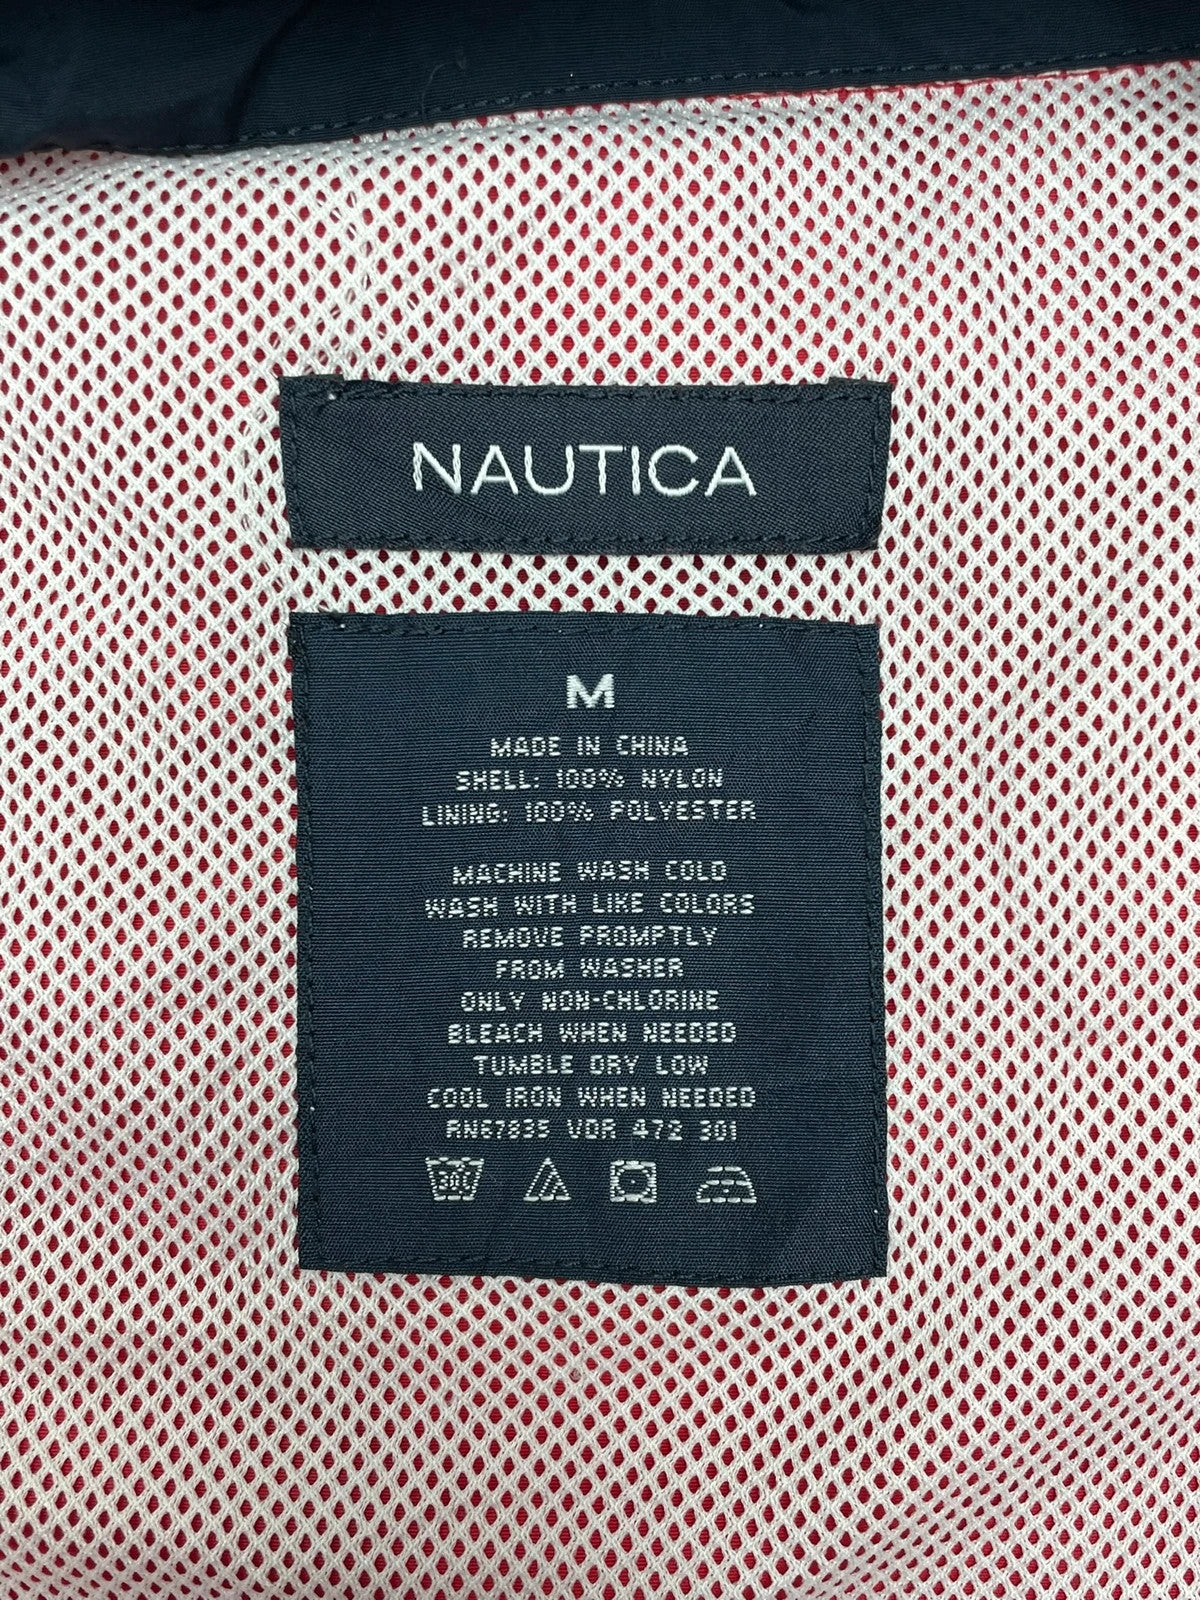 NAUTICA
M
MADE IN CHINA
SHELL: 100% NYLON
LINING: 100% POLYESTER
MACHINE WASH COLD
WASH WITH LIKE COLORS
REMOVE PROMPTLY
FROM WASHER
ONLY NON-CHLORINE
BLEACH WHEN NEEDED
TUMBLE DRY LOW
COOL IRON WHEN NEEDED
RN67835 VDR 472 301